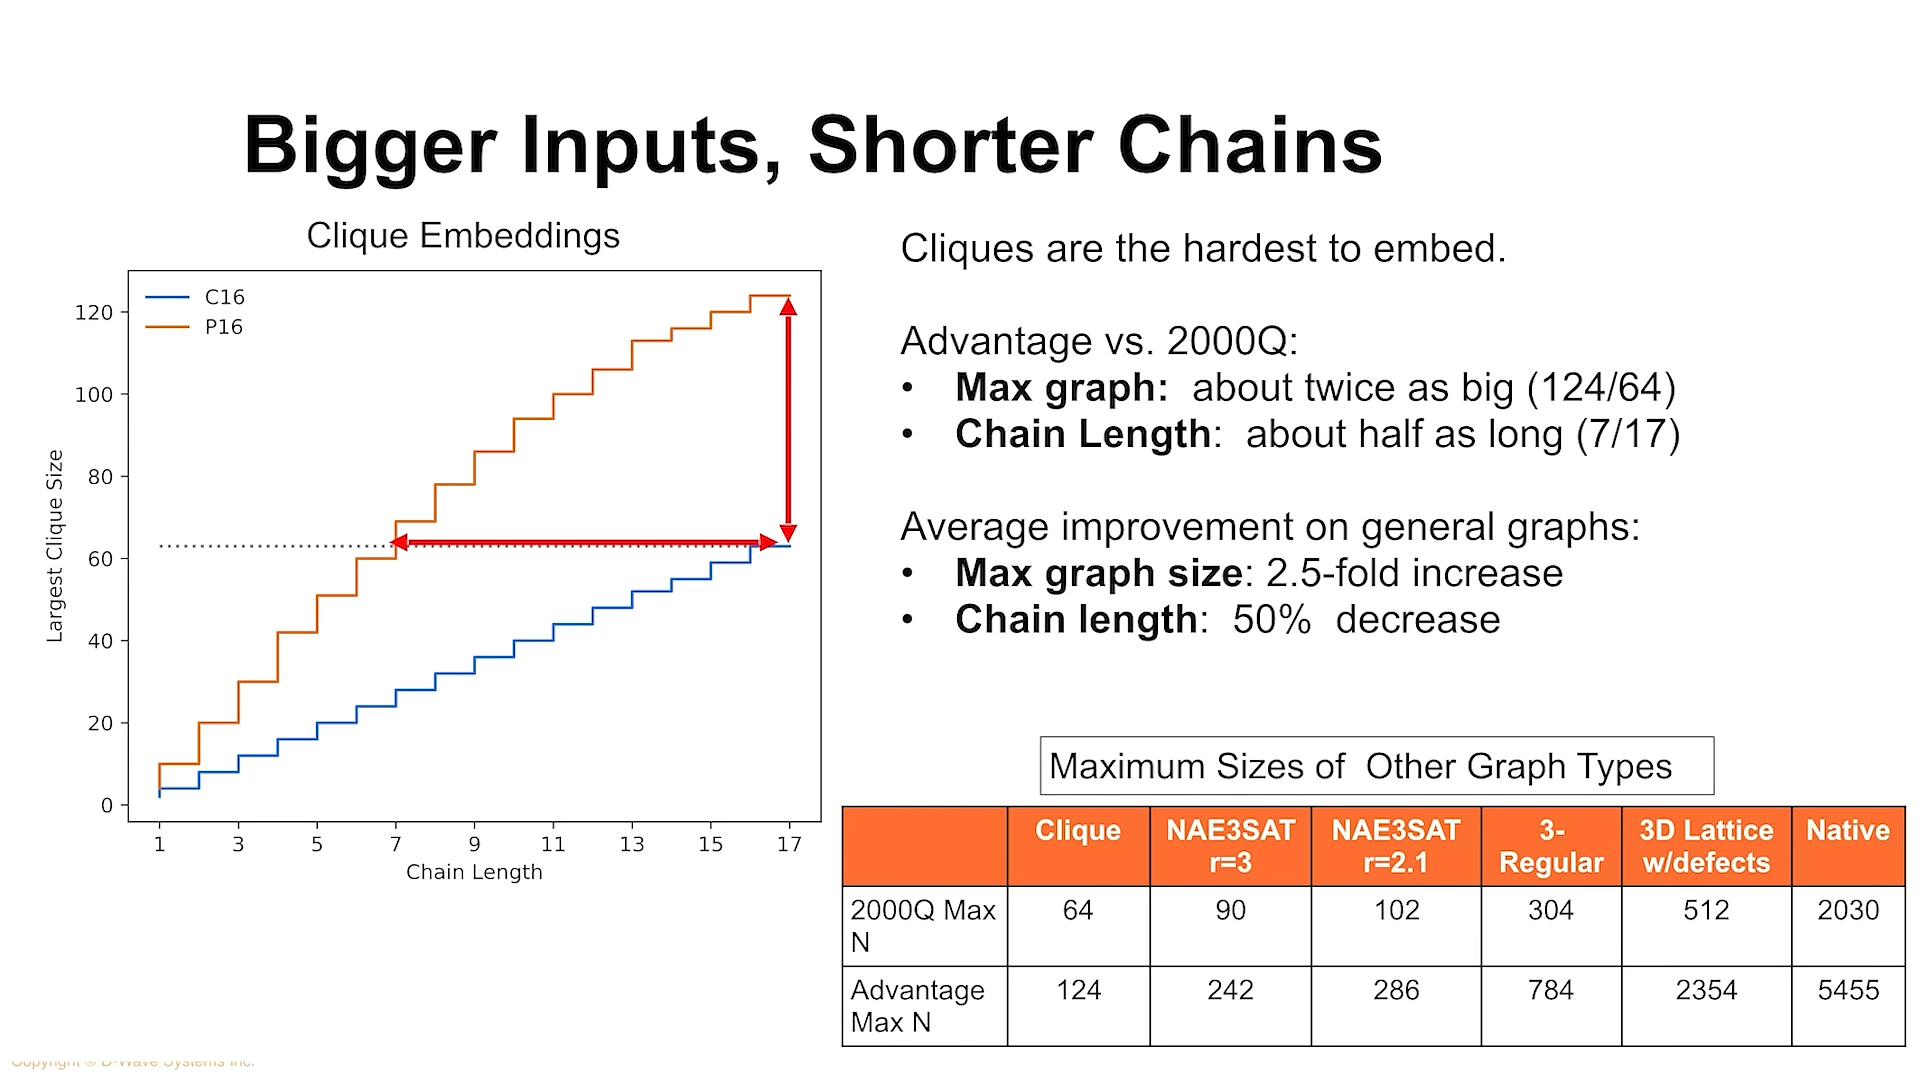 Bigger Inputs, Shorter Chains
Clique Embeddings
C16
P16
120
100
80
60
40
20
0
Largest Clique Size
1 3 5 7 9 11 13 15 17
Chain Length
Cliques are the hardest to embed.
Advantage vs. 2000Q:
• Max graph: about twice as big (124/64)
• Chain Length: about half as long (7/17)
Average improvement on general graphs:
• Max graph size: 2.5-fold increase
• Chain length: 50% decrease
Maximum Sizes of Other Graph Types
Clique NAE3SAT NAE3SAT 3- 3D Lattice Native
r=3 r=2.1 Regular w/defects
2000Q Max 64 90 102 304 512 2030
N
Advantage 124 242 286 784 2354 5455
Max N
Copyright © D-Wave Systems Inc.